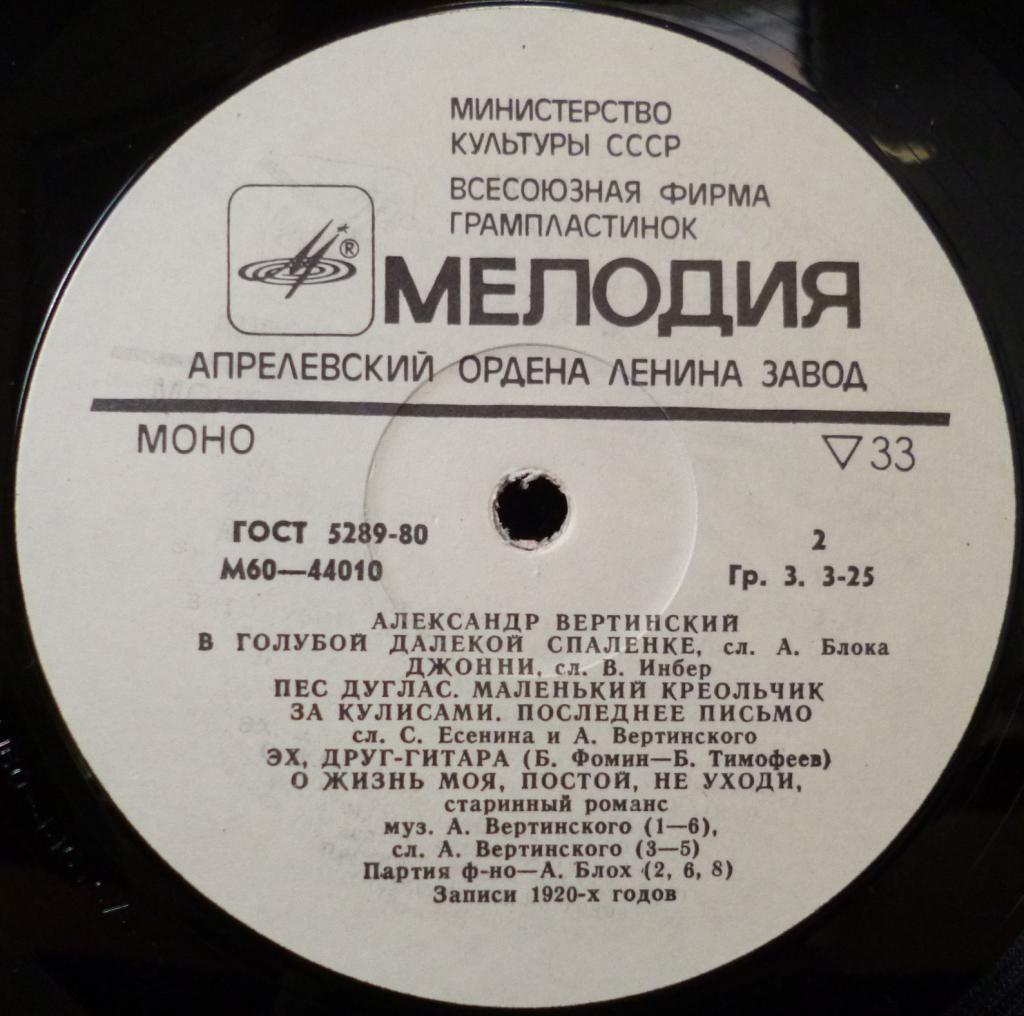 МИНИСТЕРСТВО
КУЛЬТУРЫ СССР
ВСЕСОЮЗНАЯ ФИРМА
ГРАМПЛАСТИНОК
®
МЕЛОДИЯ
АПРЕЛЕВСКИЙ ОРДЕНА ЛЕНИНА ЗАВОД
МОНО
▽33
ГОСТ 5289-80
2
М60—44010
Гр. 3. 3-25
АЛЕКСАНДР ВЕРТИНСКИЙ
В ГОЛУБОЙ ДАЛЕКОЙ СПАЛЕНКЕ, сл. А. Блока
ДЖОННИ, сл. В. Инбер
ПЕС ДУГЛАС. МАЛЕНЬКИЙ КРЕОЛЬЧИК
ЗА КУЛИСАМИ. ПОСЛЕДНЕЕ ПИСЬМО
сл. С. Есенина и А. Вертинского
ЭХ, ДРУГ-ГИТАРА (Б. Фомин—Б. Тимофеев)
О ЖИЗНЬ МОЯ, ПОСТОЙ, НЕ УХОДИ,
старинный романс
муз. А. Вертинского (1—6),
сл. А. Вертинского (3—5)
Партия ф-но—А. Блох (2, 6, 8)
Записи 1920-х годов